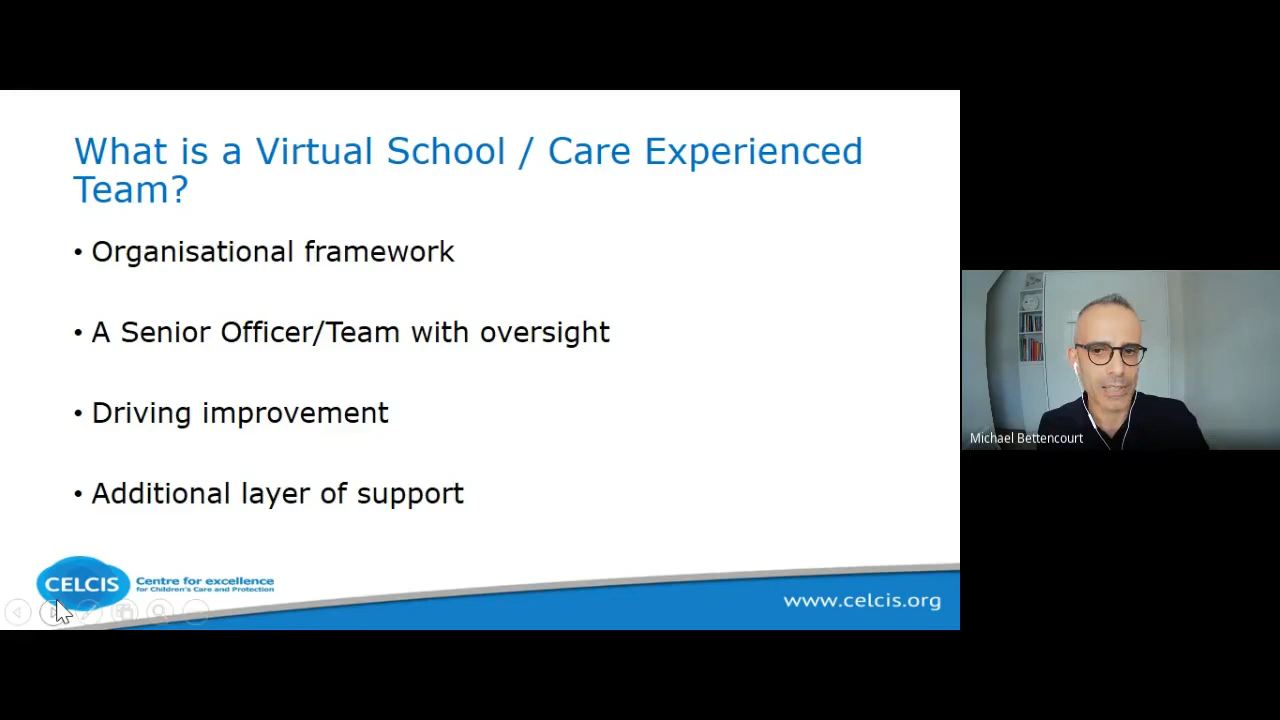 What is a Virtual School / Care Experienced
Team?
• Organisational framework
• A Senior Officer/Team with oversight
• Driving improvement
• Additional layer of support
CELCIS
Centre for excellence
for Children's Care and Protection
www.celcis.org
Michael Bettencourt